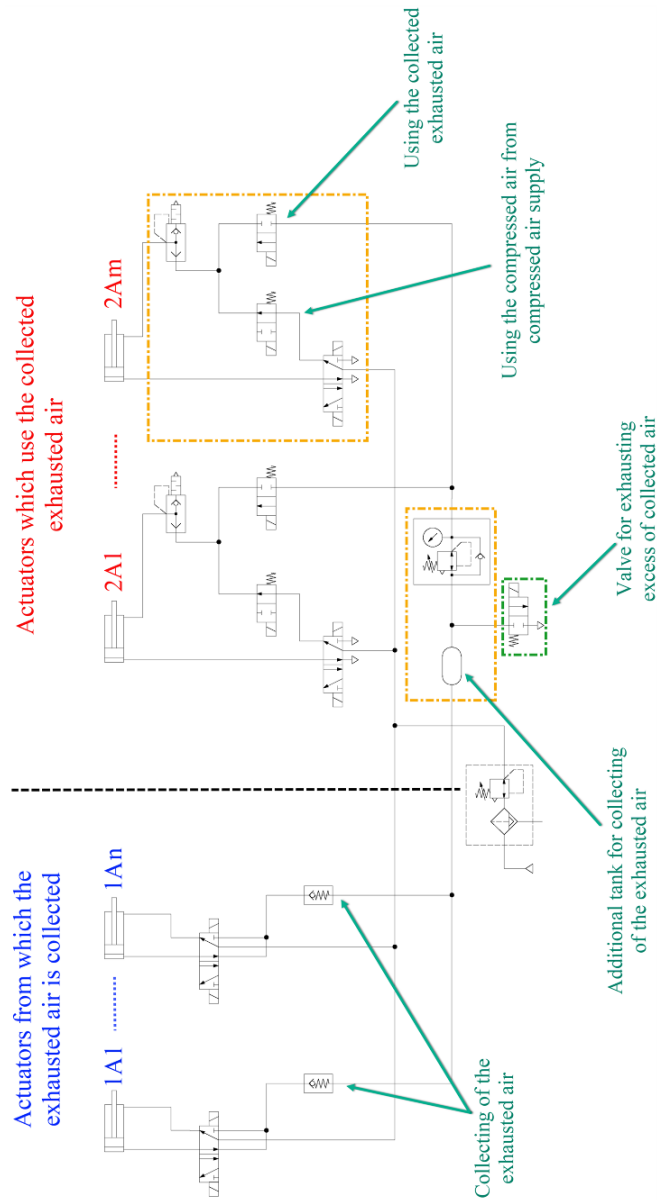 Actuators from which the
exhausted air is collected
1A1
1An
Actuators which use the collected
exhausted air
2A1
2Am
Collecting of the
exhausted air
Additional tank for collecting
of the exhausted air
Valve for exhausting
excess of collected air
Using the compressed air from
compressed air supply
Using the collected
exhausted air